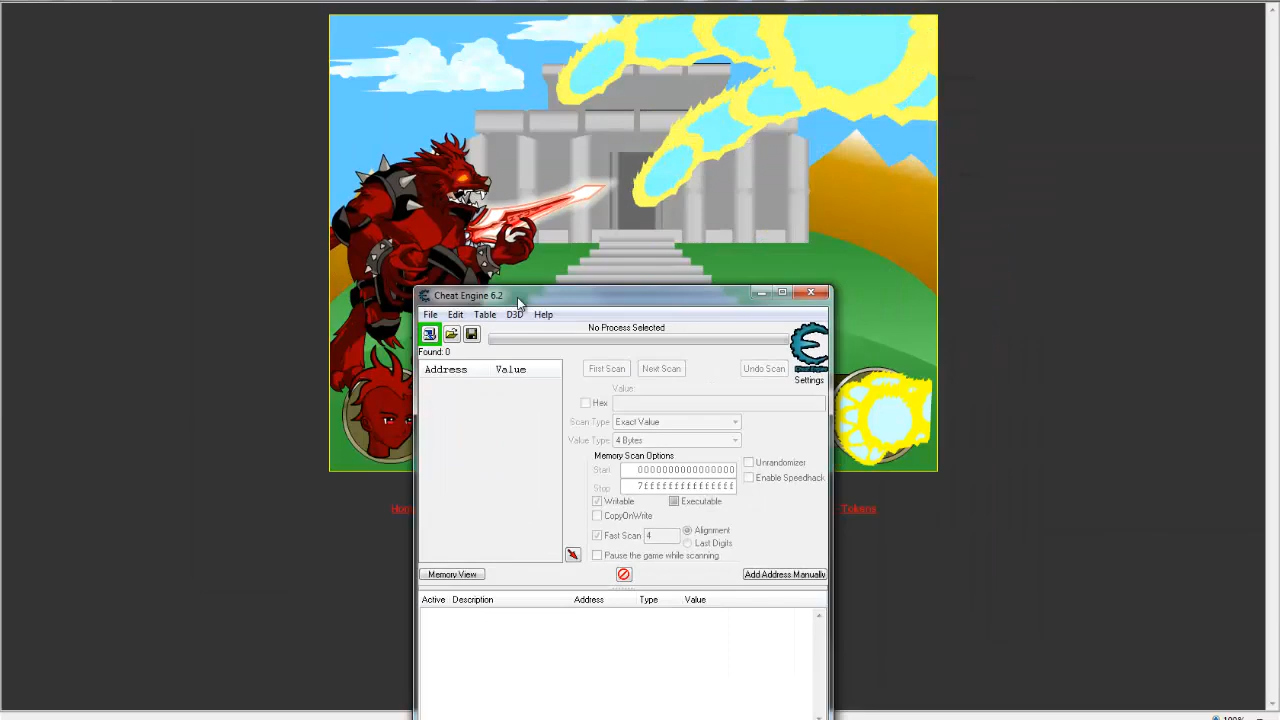 Cheat Engine 6.2
File Edit Table D3D Help
No Process Selected
Found: 0
Address Value
First Scan Next Scan Undo Scan
Settings
Value:
Hex
Scan Type Exact Value
Value Type 4 Bytes
Memory Scan Options
Start 0000000000000000
Stop 7fffffffffffffff
Unrandomizer
Enable Speedhack
Writable Executable
CopyOnWrite
Fast Scan 4 Alignment
Last Digits
Pause the game while scanning
Memory View Add Address Manually
Active Description Address Type Value
Tokens
100%